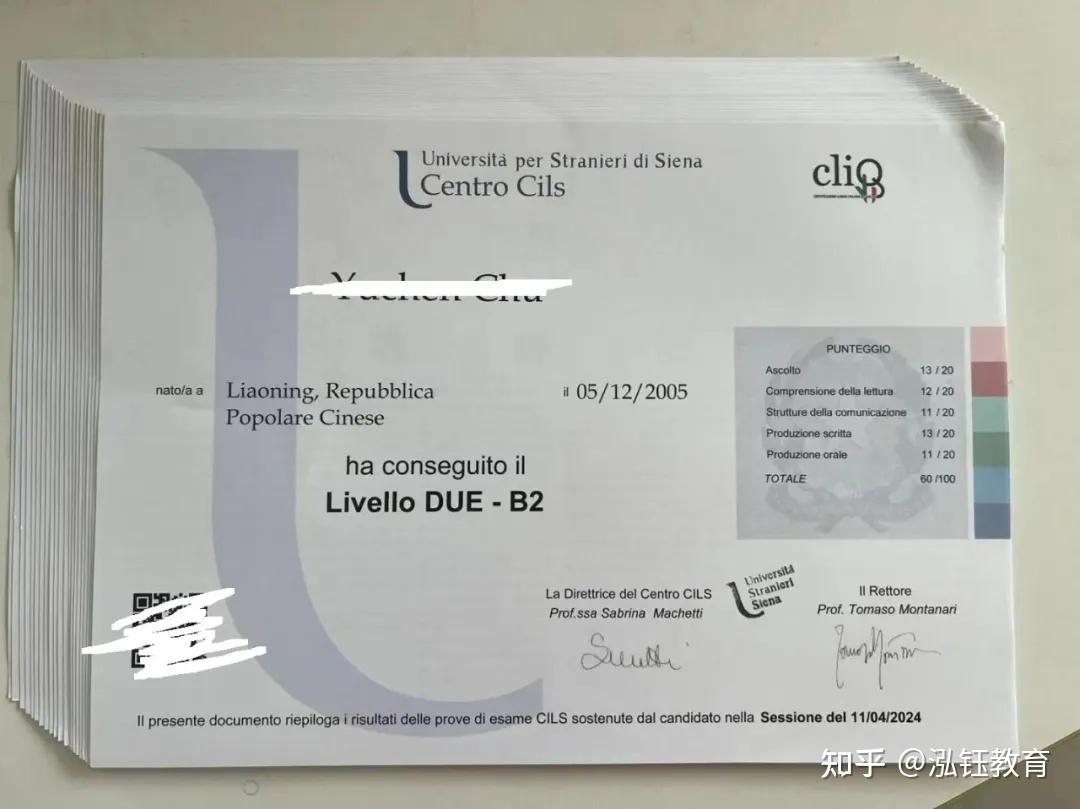 Università per Stranieri di Siena
Centro Cils
cliQ
nato/a a
Liaoning, Repubblica
Popolare Cinese
il 05/12/2005
ha conseguito il
Livello DUE - B2
PUNTEGGIO
Ascolto 13 / 20
Comprensione della lettura 12 / 20
Strutture della comunicazione 11 / 20
Produzione scritta 13 / 20
Produzione orale 11 / 20
TOTALE 60 /100
La Direttrice del Centro CILS
Prof.ssa Sabrina Machetti
Università
Stranieri
Siena
Il Rettore
Prof. Tomaso Montanari
Il presente documento riepiloga i risultati delle prove di esame CILS sostenute dal candidato nella Sessione del 11/04/2024
知乎 @泓钰教育